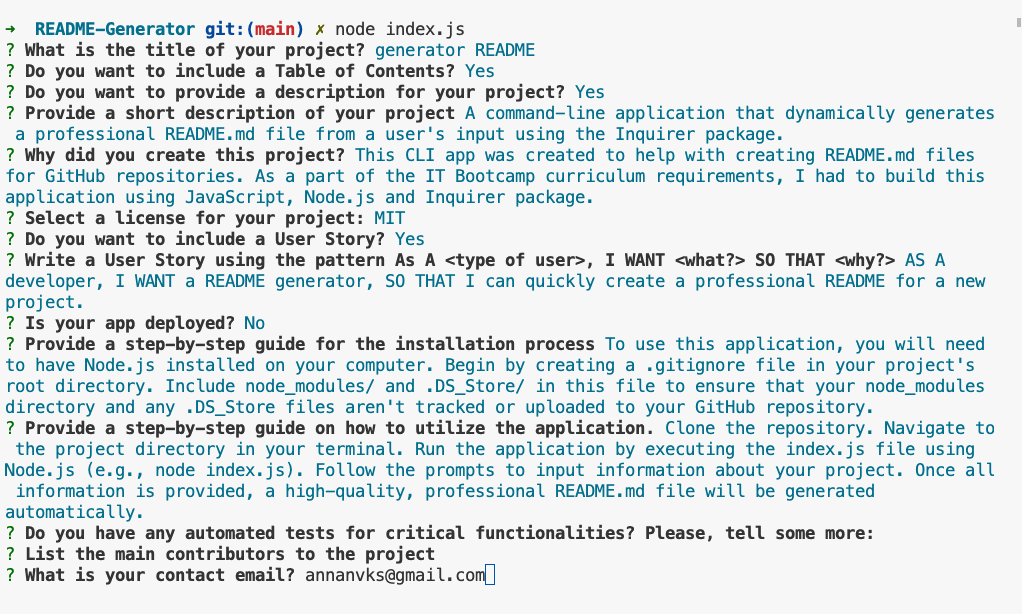 → README-Generator git:(main) ✗ node index.js
? What is the title of your project? generator README
? Do you want to include a Table of Contents? Yes
? Do you want to provide a description for your project? Yes
? Provide a short description of your project A command-line application that dynamically generates
a professional README.md file from a user's input using the Inquirer package.
? Why did you create this project? This CLI app was created to help with creating README.md files
for GitHub repositories. As a part of the IT Bootcamp curriculum requirements, I had to build this
application using JavaScript, Node.js and Inquirer package.
? Select a license for your project: MIT
? Do you want to include a User Story? Yes
? Write a User Story using the pattern As A <type of user>, I WANT <what?> SO THAT <why?> AS A
developer, I WANT a README generator, SO THAT I can quickly create a professional README for a new
project.
? Is your app deployed? No
? Provide a step-by-step guide for the installation process To use this application, you will need
to have Node.js installed on your computer. Begin by creating a .gitignore file in your project's
root directory. Include node_modules/ and .DS_Store/ in this file to ensure that your node_modules
directory and any .DS_Store files aren't tracked or uploaded to your GitHub repository.
? Provide a step-by-step guide on how to utilize the application. Clone the repository. Navigate to
the project directory in your terminal. Run the application by executing the index.js file using
Node.js (e.g., node index.js). Follow the prompts to input information about your project. Once all
information is provided, a high-quality, professional README.md file will be generated
automatically.
? Do you have any automated tests for critical functionalities? Please, tell some more:
? List the main contributors to the project
? What is your contact email? annanvks@gmail.com